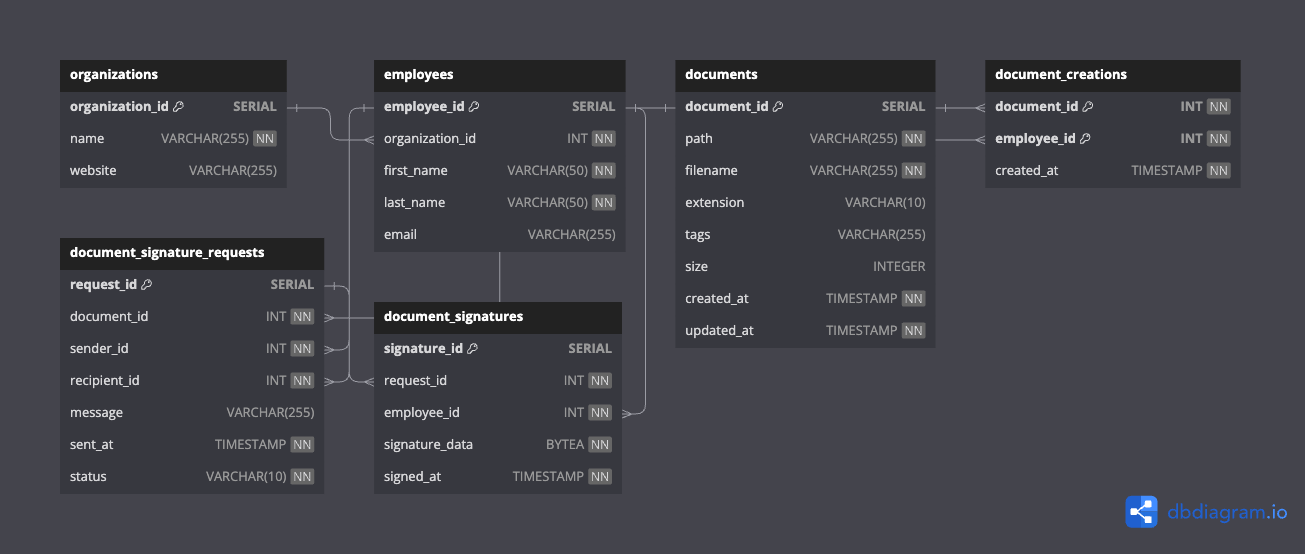 organizations
organization_id SERIAL
name VARCHAR(255) NN
website VARCHAR(255)
employees
employee_id SERIAL
organization_id INT NN
first_name VARCHAR(50) NN
last_name VARCHAR(50) NN
email VARCHAR(255)
documents
document_id SERIAL
path VARCHAR(255) NN
filename VARCHAR(255) NN
extension VARCHAR(10)
tags VARCHAR(255)
size INTEGER
created_at TIMESTAMP NN
updated_at TIMESTAMP NN
document_creations
document_id INT NN
employee_id INT NN
created_at TIMESTAMP NN
document_signature_requests
request_id SERIAL
document_id INT NN
sender_id INT NN
recipient_id INT NN
message VARCHAR(255)
sent_at TIMESTAMP NN
status VARCHAR(10) NN
document_signatures
signature_id SERIAL
request_id INT NN
employee_id INT NN
signature_data BYTEA NN
signed_at TIMESTAMP NN
dbdiagram.io